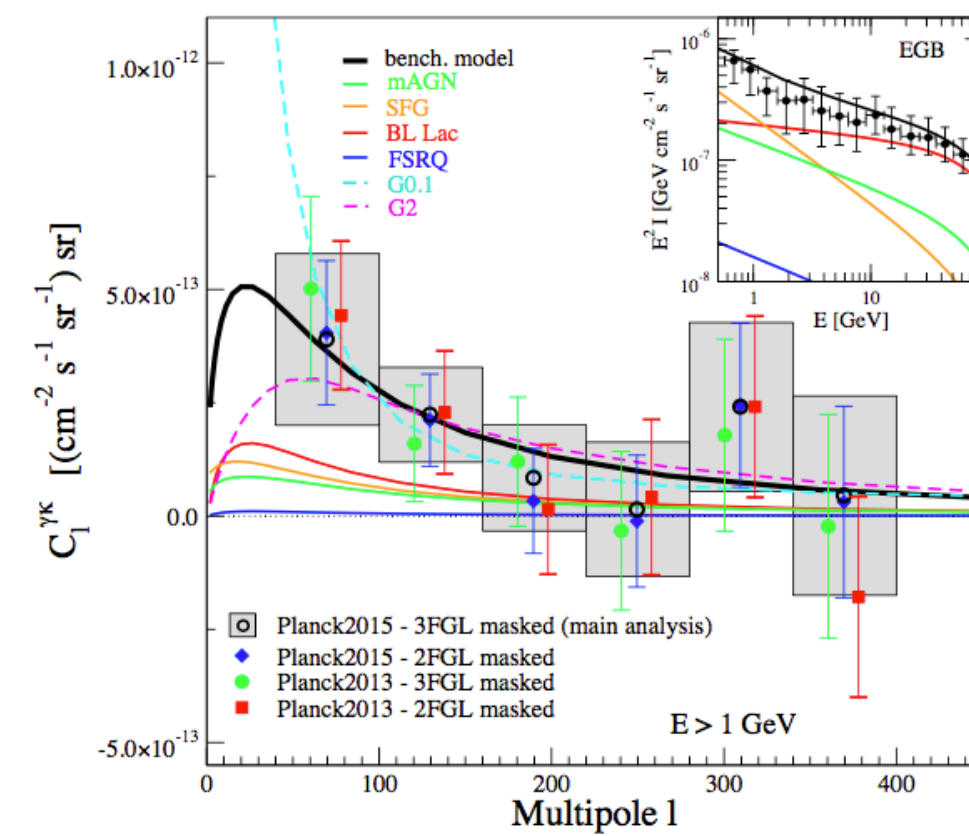 1.0×10⁻¹²
5.0×10⁻¹³
0.0
-5.0×10⁻¹³
C_l^γκ [(cm⁻² s⁻¹ sr⁻¹) sr]
bench. model
mAGN
SFG
BL Lac
FSRQ
G0.1
G2
EGB
10⁻⁶
10⁻⁷
10⁻⁸
E² I [GeV cm⁻² s⁻¹ sr⁻¹]
1 10
E [GeV]
Planck2015 - 3FGL masked (main analysis)
Planck2015 - 2FGL masked
Planck2013 - 3FGL masked
Planck2013 - 2FGL masked
E > 1 GeV
0 100 200 300 400
Multipole l